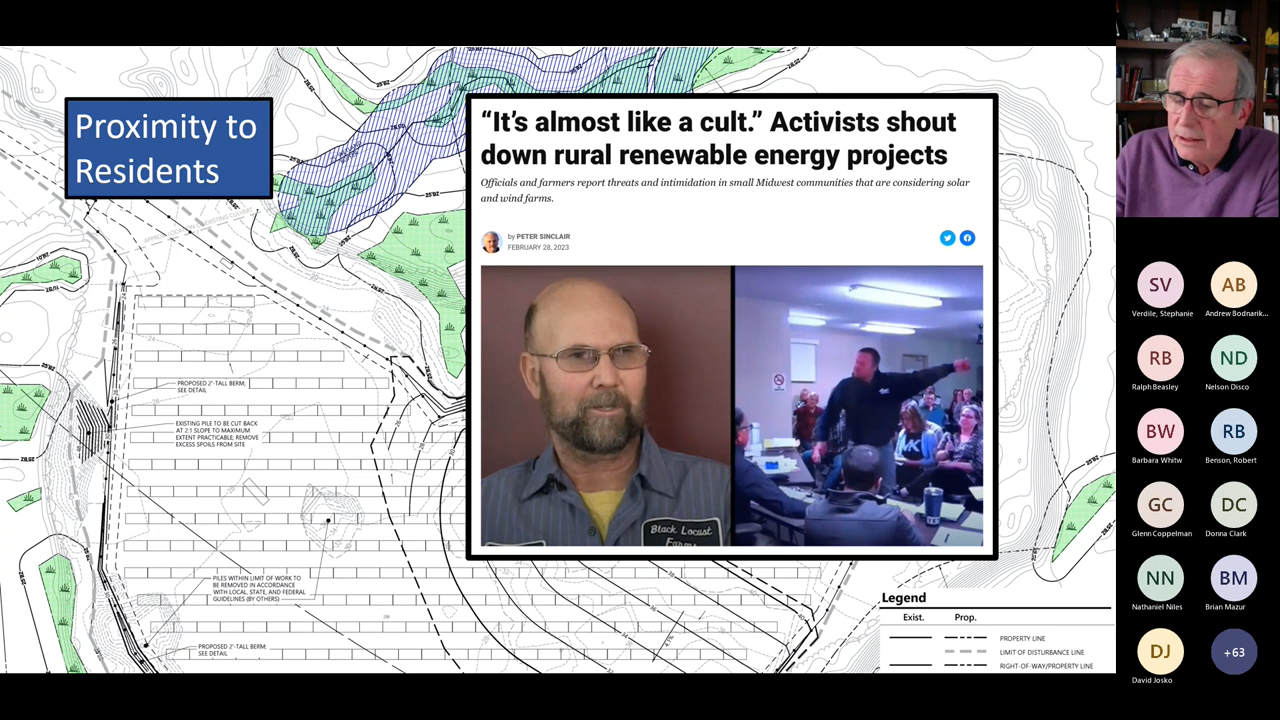 Proximity to
Residents
“It’s almost like a cult.” Activists shout
down rural renewable energy projects
Officials and farmers report threats and intimidation in small Midwest communities that are considering solar
and wind farms.
by PETER SINCLAIR
FEBRUARY 28, 2023
Black Locust
Farms
PROPOSED 2'-TALL BERM;
SEE DETAIL
EXISTING PILE TO BE CUT BACK
AT 2:1 SLOPE TO MAXIMUM
EXTENT PRACTICABLE; REMOVE
EXCESS SPOILS FROM SITE
PILES WITHIN LIMIT OF WORK TO
BE REMOVED IN ACCORDANCE
WITH LOCAL, STATE, AND FEDERAL
GUIDELINES (BY OTHERS)
PROPOSED 2'-TALL BERM;
SEE DETAIL
Legend
Exist. Prop.
PROPERTY LINE
LIMIT OF DISTURBANCE LINE
RIGHT-OF-WAY/PROPERTY LINE
SV
Verdile, Stephanie
AB
Andrew Bodnarik...
RB
Ralph Beasley
ND
Nelson Disco
BW
Barbara Whitw
RB
Benson, Robert
GC
Glenn Coppelman
DC
Donna Clark
NN
Nathaniel Niles
BM
Brian Mazur
DJ
David Josko
+63